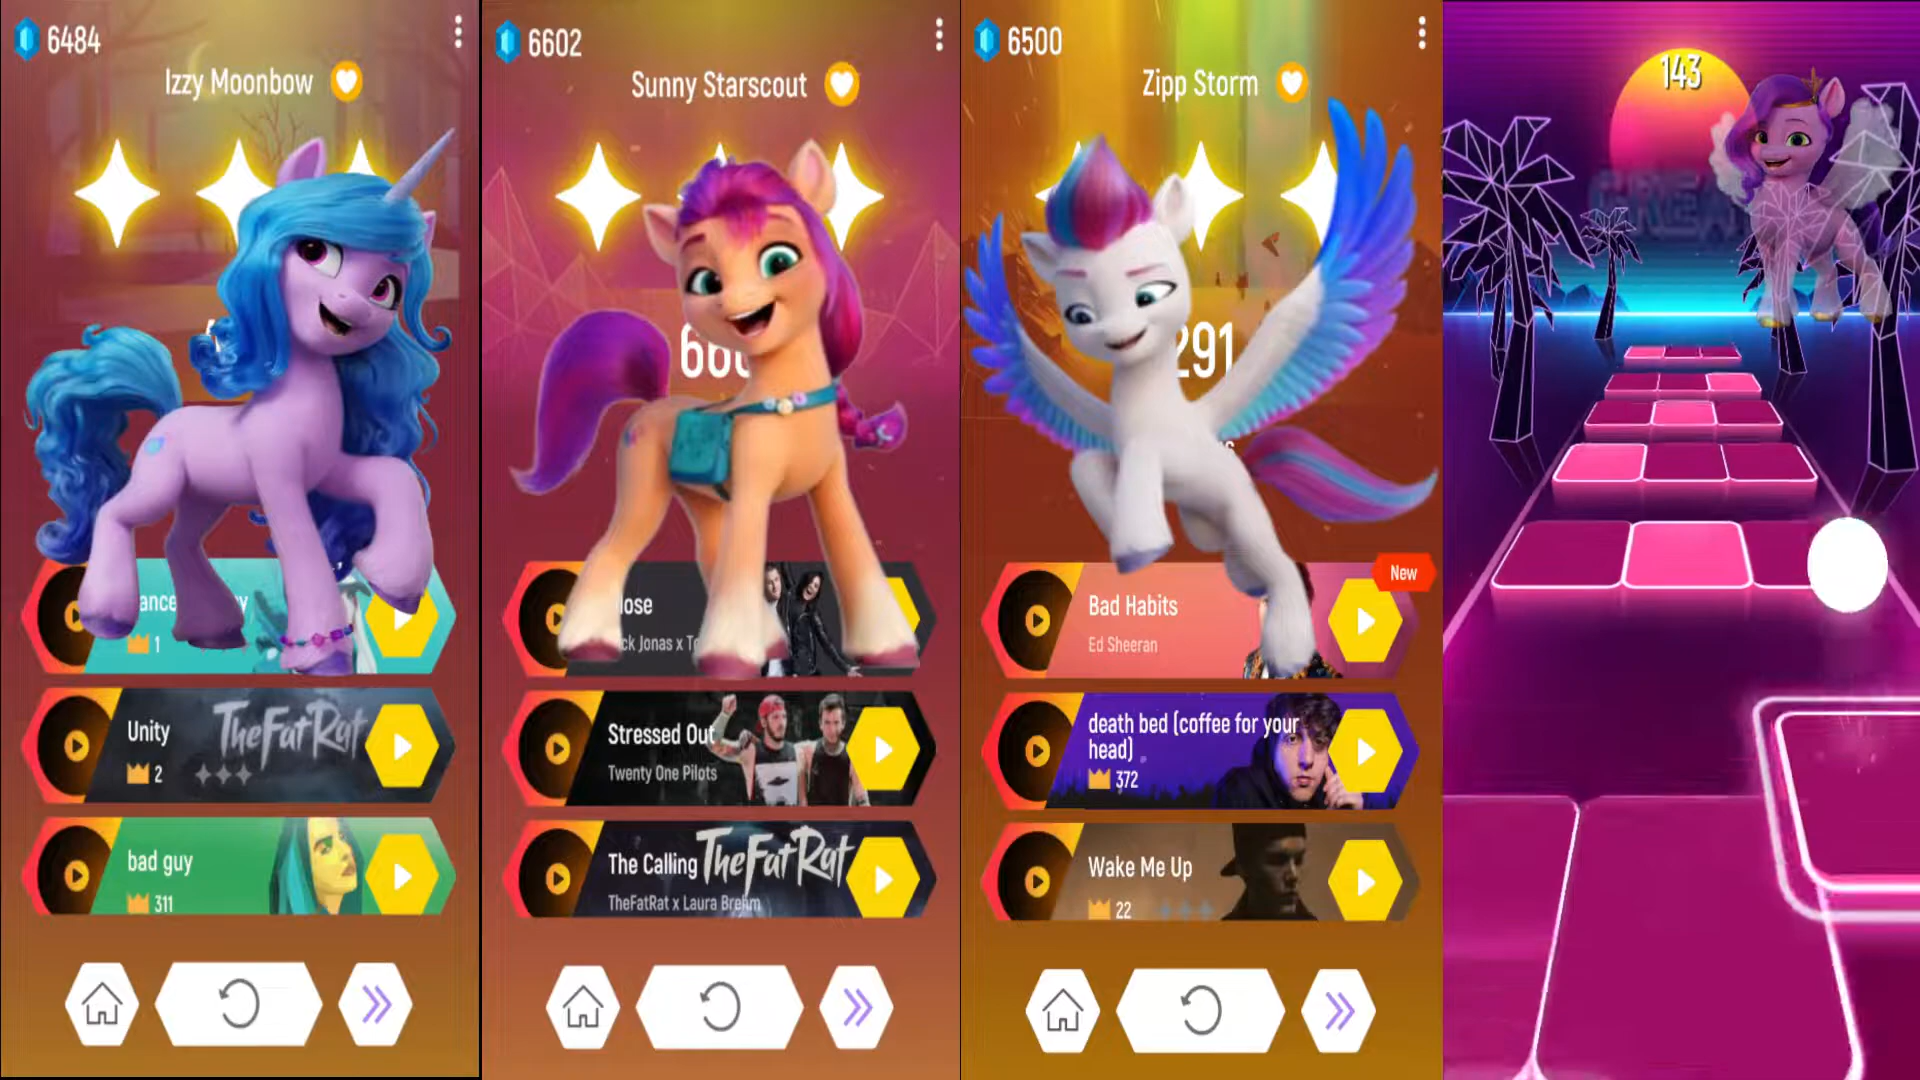 6484
Izzy Moonbow
1
Unity
TheFatRat
2
bad guy
311
6602
Sunny Starscout
Stressed Out
Twenty One Pilots
The Calling
TheFatRat
TheFatRat x Laura Brehm
6500
Zipp Storm
291
New
Bad Habits
Ed Sheeran
death bed (coffee for your
head)
372
Wake Me Up
22
143